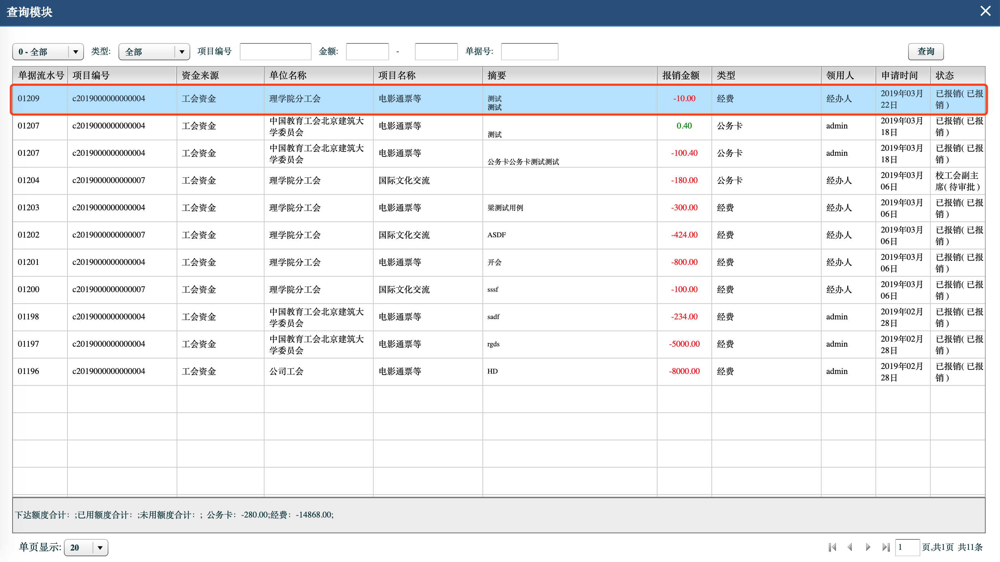 查询模块
0 - 全部 类型: 全部 项目编号 金额: - 单据号: 查询
单据流水号 项目编号 资金来源 单位名称 项目名称 摘要 报销金额 类型 领用人 申请时间 状态
01209 c2019000000000004 工会资金 理学院分工会 电影通票等 测试 测试 -10.00 经费 经办人 2019年03月22日 已报销( 已报销 )
01207 c2019000000000004 工会资金 中国教育工会北京建筑大学委员会 电影通票等 测试 0.40 公务卡 admin 2019年03月18日 已报销( 已报销 )
01207 c2019000000000004 工会资金 中国教育工会北京建筑大学委员会 电影通票等 公务卡公务卡测试测试 -100.40 公务卡 admin 2019年03月18日 已报销( 已报销 )
01204 c2019000000000007 工会资金 理学院分工会 国际文化交流 -180.00 公务卡 经办人 2019年03月06日 校工会副主席( 待审批 )
01203 c2019000000000004 工会资金 理学院分工会 电影通票等 梁测试用例 -300.00 经费 经办人 2019年03月06日 已报销( 已报销 )
01202 c2019000000000007 工会资金 理学院分工会 国际文化交流 ASDF -424.00 经费 经办人 2019年03月06日 已报销( 已报销 )
01201 c2019000000000004 工会资金 理学院分工会 电影通票等 开会 -800.00 经费 经办人 2019年03月06日 已报销( 已报销 )
01200 c2019000000000007 工会资金 理学院分工会 国际文化交流 sssf -100.00 经费 经办人 2019年03月06日 已报销( 已报销 )
01198 c2019000000000004 工会资金 中国教育工会北京建筑大学委员会 电影通票等 sadf -234.00 经费 admin 2019年02月28日 已报销( 已报销 )
01197 c2019000000000004 工会资金 中国教育工会北京建筑大学委员会 电影通票等 rgds -5000.00 经费 admin 2019年02月28日 已报销( 已报销 )
01196 c2019000000000004 工会资金 公司工会 电影通票等 HD -8000.00 经费 admin 2019年02月28日 已报销( 已报销 )
下达额度合计：;已用额度合计：;未用额度合计：; 公务卡：-280.00;经费：-14868.00;
单页显示: 20 1 页,共1页 共11条